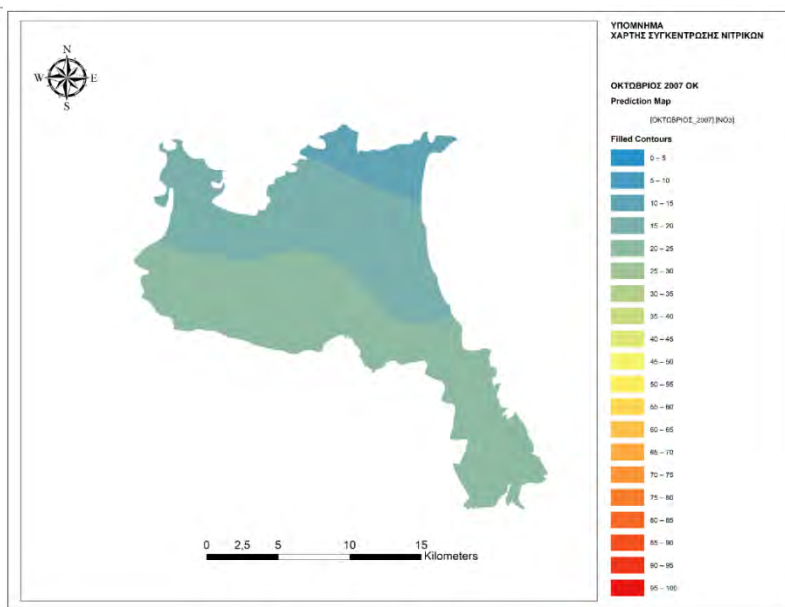 ΥΠΟΜΝΗΜΑ
ΧΑΡΤΗΣ ΣΥΓΚΕΝΤΡΩΣΗΣ ΝΙΤΡΙΚΩΝ
ΟΚΤΩΒΡΙΟΣ 2007 OK
Prediction Map
[ΟΚΤΩΒΡΙΟΣ_2007].[NO3]
Filled Contours
0 – 5
5 – 10
10 – 15
15 – 20
20 – 25
25 – 30
30 – 35
35 – 40
40 – 45
45 – 50
50 – 55
55 – 60
60 – 65
65 – 70
70 – 75
75 – 80
80 – 85
85 – 90
90 – 95
95 – 100
N
W E
S
0 2,5 5 10 15
Kilometers